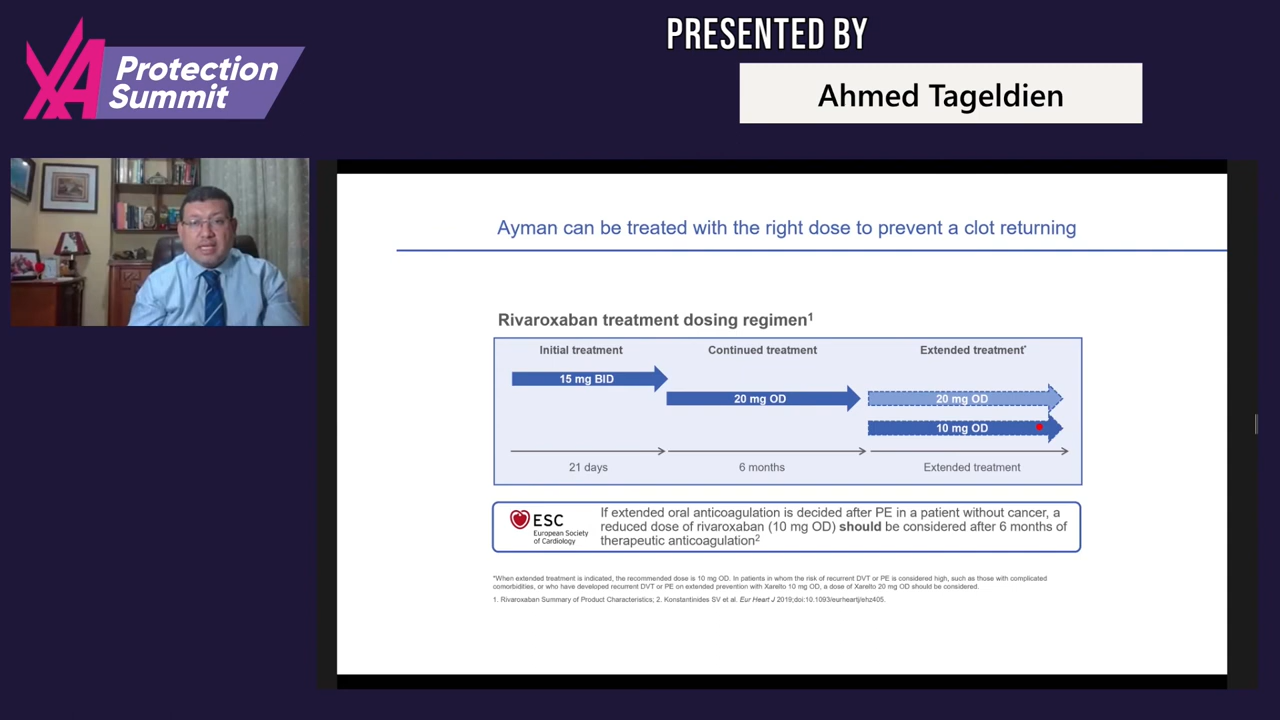 XA Protection
Summit
PRESENTED BY
Ahmed Tageldien
Ayman can be treated with the right dose to prevent a clot returning
Rivaroxaban treatment dosing regimen¹
Initial treatment
Continued treatment
Extended treatment*
15 mg BID
20 mg OD
20 mg OD
10 mg OD
21 days
6 months
Extended treatment
ESC
European Society
of Cardiology
If extended oral anticoagulation is decided after PE in a patient without cancer, a
reduced dose of rivaroxaban (10 mg OD) should be considered after 6 months of
therapeutic anticoagulation²
*When extended treatment is indicated, the recommended dose is 10 mg OD. In patients in whom the risk of recurrent DVT or PE is considered high, such as those with complicated
comorbidities, or who have developed recurrent DVT or PE on extended prevention with Xarelto 10 mg OD, a dose of Xarelto 20 mg OD should be considered.
1. Rivaroxaban Summary of Product Characteristics; 2. Konstantinides SV et al. Eur Heart J 2019;doi:10.1093/eurheartj/ehz405.